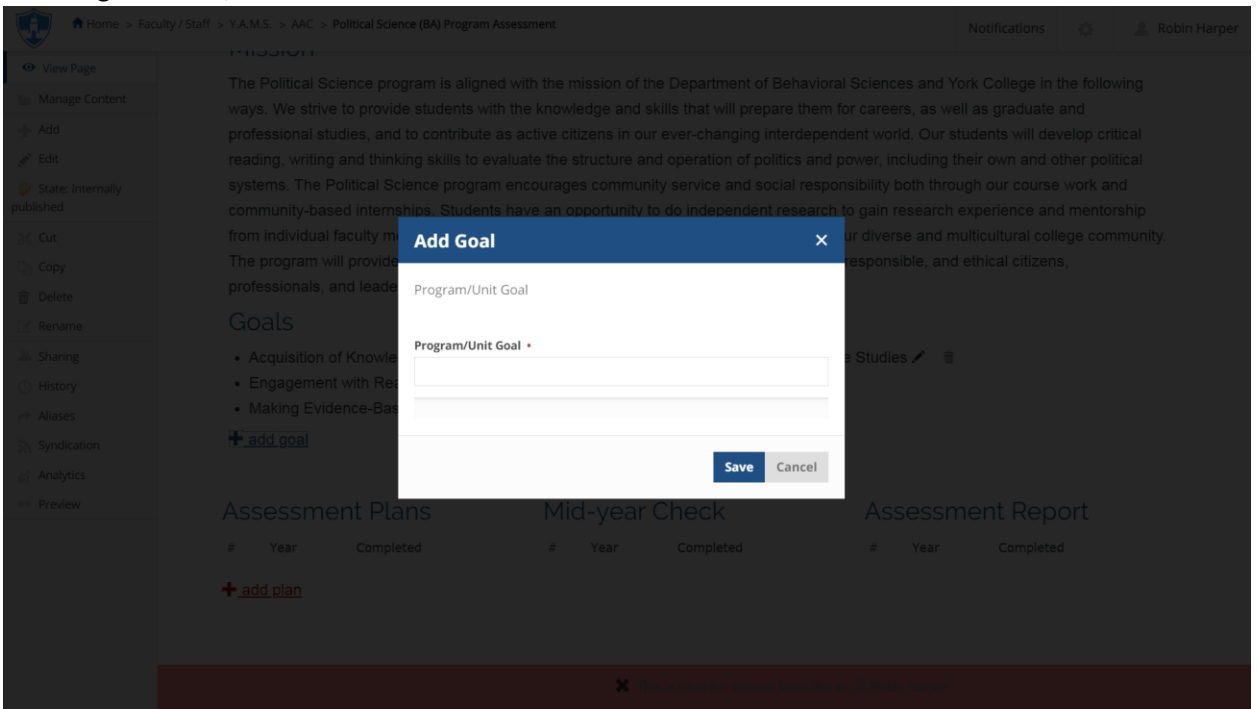 Home > Faculty / Staff > Y.A.M.S. > AAC > Political Science (BA) Program Assessment
Notifications
Robin Harper
View Page
Manage Content
Add
Edit
State: Internally
published
Cut
Copy
Delete
Rename
Sharing
History
Aliases
Syndication
Analytics
Preview
Mission
The Political Science program is aligned with the mission of the Department of Behavioral Sciences and York College in the following
ways. We strive to provide students with the knowledge and skills that will prepare them for careers, as well as graduate and
professional studies, and to contribute as active citizens in our ever-changing interdependent world. Our students will develop critical
reading, writing and thinking skills to evaluate the structure and operation of politics and power, including their own and other political
systems. The Political Science program encourages community service and social responsibility both through our course work and
community-based internships. Students have an opportunity to do independent research to gain research experience and mentorship
from individual faculty me ur diverse and multicultural college community.
The program will provide responsible, and ethical citizens,
professionals, and leade
Goals
Acquisition of Knowle e Studies
Engagement with Rea
Making Evidence-Bas
add goal
Add Goal ×
Program/Unit Goal
Program/Unit Goal •
Save Cancel
Assessment Plans
# Year Completed
add plan
Mid-year Check
# Year Completed
Assessment Report
# Year Completed